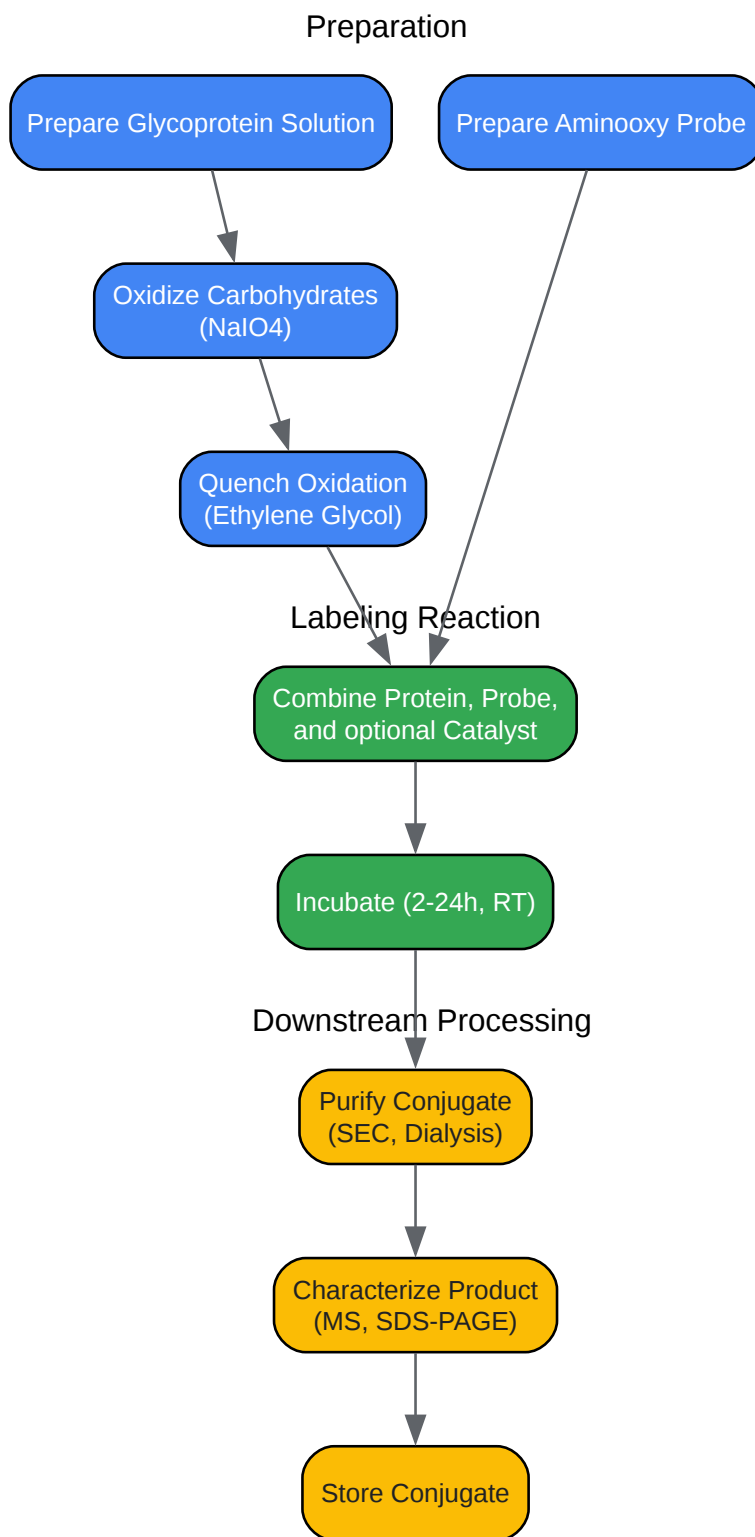 Preparation
Prepare Glycoprotein Solution
Prepare Aminooxy Probe
Oxidize Carbohydrates
(NaIO4)
Quench Oxidation
(Ethylene Glycol)
Labeling Reaction
Combine Protein, Probe,
and optional Catalyst
Incubate (2-24h, RT)
Downstream Processing
Purify Conjugate
(SEC, Dialysis)
Characterize Product
(MS, SDS-PAGE)
Store Conjugate